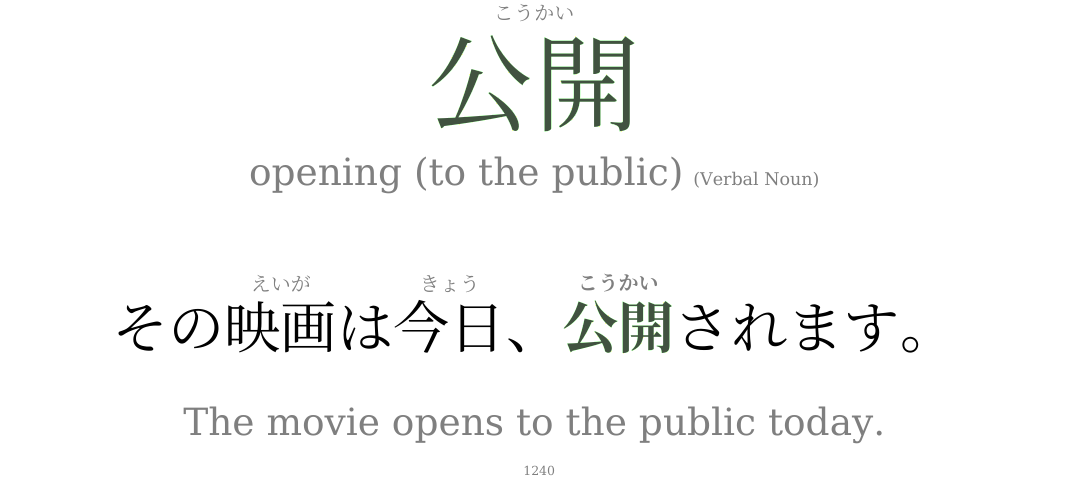 こうかい
公開
opening (to the public) (Verbal Noun)
えいが きょう こうかい
その映画は今日、公開されます。
The movie opens to the public today.
1240